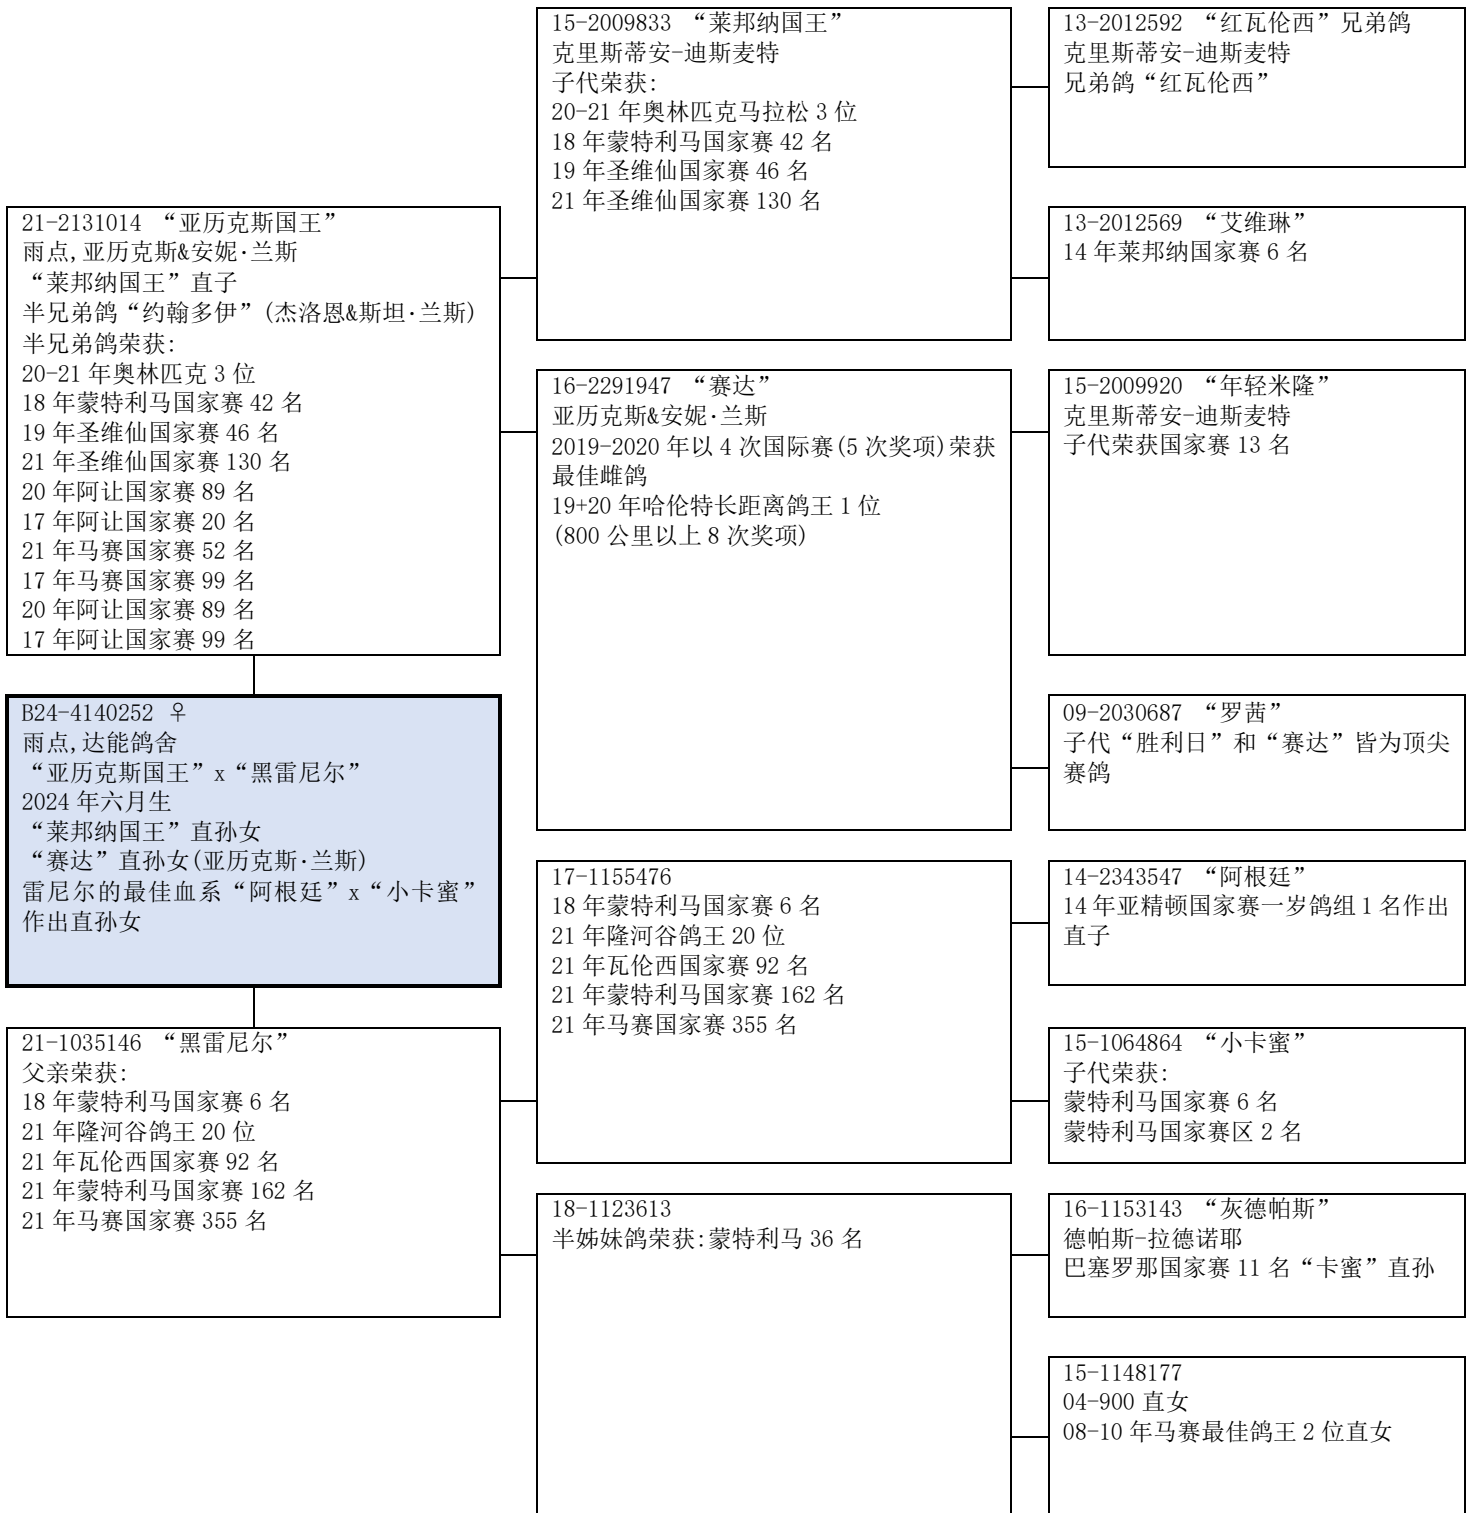 15-2009833 “莱邦纳国王”
克里斯蒂安-迪斯麦特
子代荣获:
20-21 年奥林匹克马拉松 3 位
18 年蒙特利马国家赛 42 名
19 年圣维仙国家赛 46 名
21 年圣维仙国家赛 130 名
13-2012592 “红瓦伦西”兄弟鸽
克里斯蒂安-迪斯麦特
兄弟鸽“红瓦伦西”
13-2012569 “艾维琳”
14 年莱邦纳国家赛 6 名
21-2131014 “亚历克斯国王”
雨点,亚历克斯&安妮·兰斯
“莱邦纳国王”直子
半兄弟鸽“约翰多伊”(杰洛恩&斯坦·兰斯)
半兄弟鸽荣获:
20-21 年奥林匹克 3 位
18 年蒙特利马国家赛 42 名
19 年圣维仙国家赛 46 名
21 年圣维仙国家赛 130 名
20 年阿让国家赛 89 名
17 年阿让国家赛 20 名
21 年马赛国家赛 52 名
17 年马赛国家赛 99 名
20 年阿让国家赛 89 名
17 年阿让国家赛 99 名
16-2291947 “赛达”
亚历克斯&安妮·兰斯
2019-2020 年以 4 次国际赛(5 次奖项)荣获
最佳雌鸽
19+20 年哈伦特长距离鸽王 1 位
(800 公里以上 8 次奖项)
15-2009920 “年轻米隆”
克里斯蒂安-迪斯麦特
子代荣获国家赛 13 名
09-2030687 “罗茜”
子代“胜利日”和“赛达”皆为顶尖
赛鸽
B24-4140252 ♀
雨点,达能鸽舍
“亚历克斯国王”x“黑雷尼尔”
2024 年六月生
“莱邦纳国王”直孙女
“赛达”直孙女(亚历克斯·兰斯)
雷尼尔的最佳血系“阿根廷”x“小卡蜜”
作出直孙女
17-1155476
18 年蒙特利马国家赛 6 名
21 年隆河谷鸽王 20 位
21 年瓦伦西国家赛 92 名
21 年蒙特利马国家赛 162 名
21 年马赛国家赛 355 名
14-2343547 “阿根廷”
14 年亚精顿国家赛一岁鸽组 1 名作出
直子
15-1064864 “小卡蜜”
子代荣获:
蒙特利马国家赛 6 名
蒙特利马国家赛区 2 名
21-1035146 “黑雷尼尔”
父亲荣获:
18 年蒙特利马国家赛 6 名
21 年隆河谷鸽王 20 位
21 年瓦伦西国家赛 92 名
21 年蒙特利马国家赛 162 名
21 年马赛国家赛 355 名
18-1123613
半姊妹鸽荣获:蒙特利马 36 名
16-1153143 “灰德帕斯”
德帕斯-拉德诺耶
巴塞罗那国家赛 11 名“卡蜜”直孙
15-1148177
04-900 直女
08-10 年马赛最佳鸽王 2 位直女